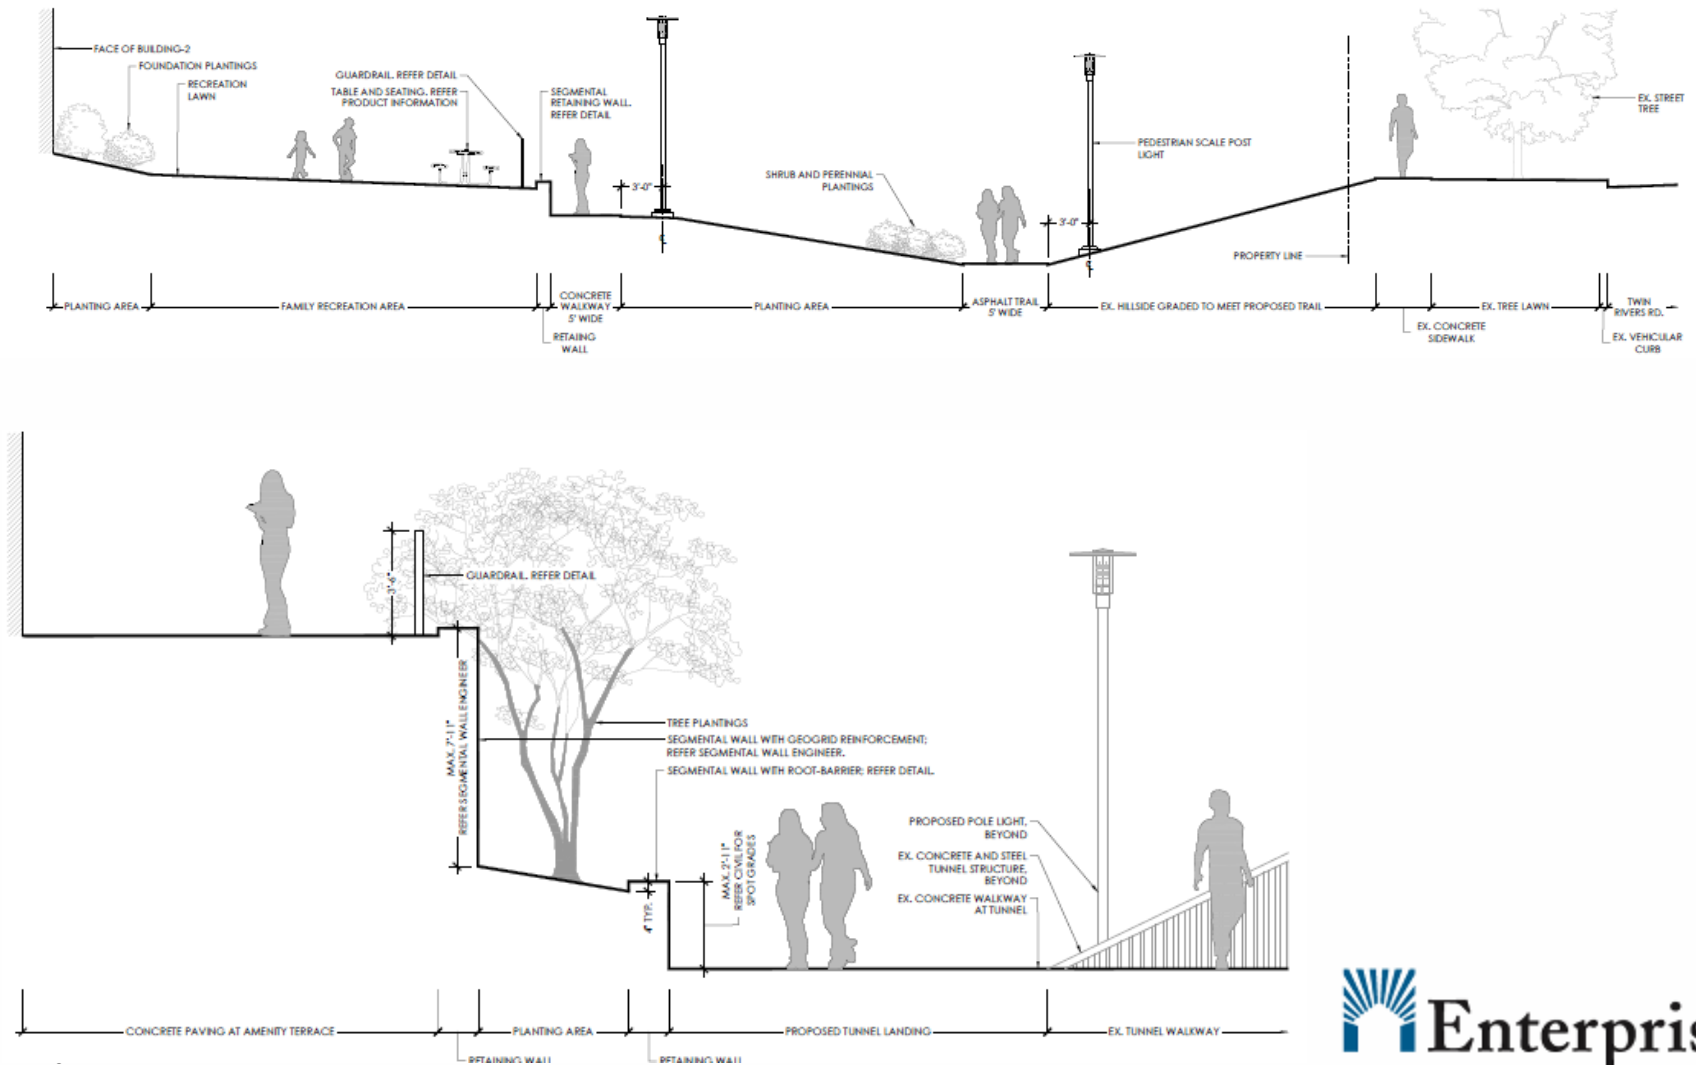 FACE OF BUILDING-2
FOUNDATION PLANTINGS
RECREATION
LAWN
GUARDRAIL. REFER DETAIL
TABLE AND SEATING. REFER
PRODUCT INFORMATION
SEGMENTAL
RETAINING WALL.
REFER DETAIL
3'-0"
SHRUB AND PERENNIAL
PLANTINGS
3'-0"
PEDESTRIAN SCALE POST
LIGHT
PROPERTY LINE
EX. STREET
TREE
PLANTING AREA
FAMILY RECREATION AREA
RETAIING
WALL
CONCRETE
WALKWAY
5' WIDE
PLANTING AREA
ASPHALT TRAIL
5' WIDE
EX. HILLSIDE GRADED TO MEET PROPOSED TRAIL
EX. CONCRETE
SIDEWALK
EX. TREE LAWN
TWIN
RIVERS RD.
EX. VEHICULAR
CURB
3'-6"
GUARDRAIL. REFER DETAIL
MAX. 7'-11"
REFER SEGMENTAL WALL ENGINEER
TREE PLANTINGS
SEGMENTAL WALL WITH GEOGRID REINFORCEMENT;
REFER SEGMENTAL WALL ENGINEER.
SEGMENTAL WALL WITH ROOT-BARRIER; REFER DETAIL.
4" TYP.
MAX. 2'-11"
REFER CIVIL FOR
SPOT GRADES
PROPOSED POLE LIGHT,
BEYOND
EX. CONCRETE AND STEEL
TUNNEL STRUCTURE,
BEYOND
EX. CONCRETE WALKWAY
AT TUNNEL
CONCRETE PAVING AT AMENITY TERRACE
RETAINING WALL
PLANTING AREA
RETAINING WALL
PROPOSED TUNNEL LANDING
EX. TUNNEL WALKWAY
Enterpris